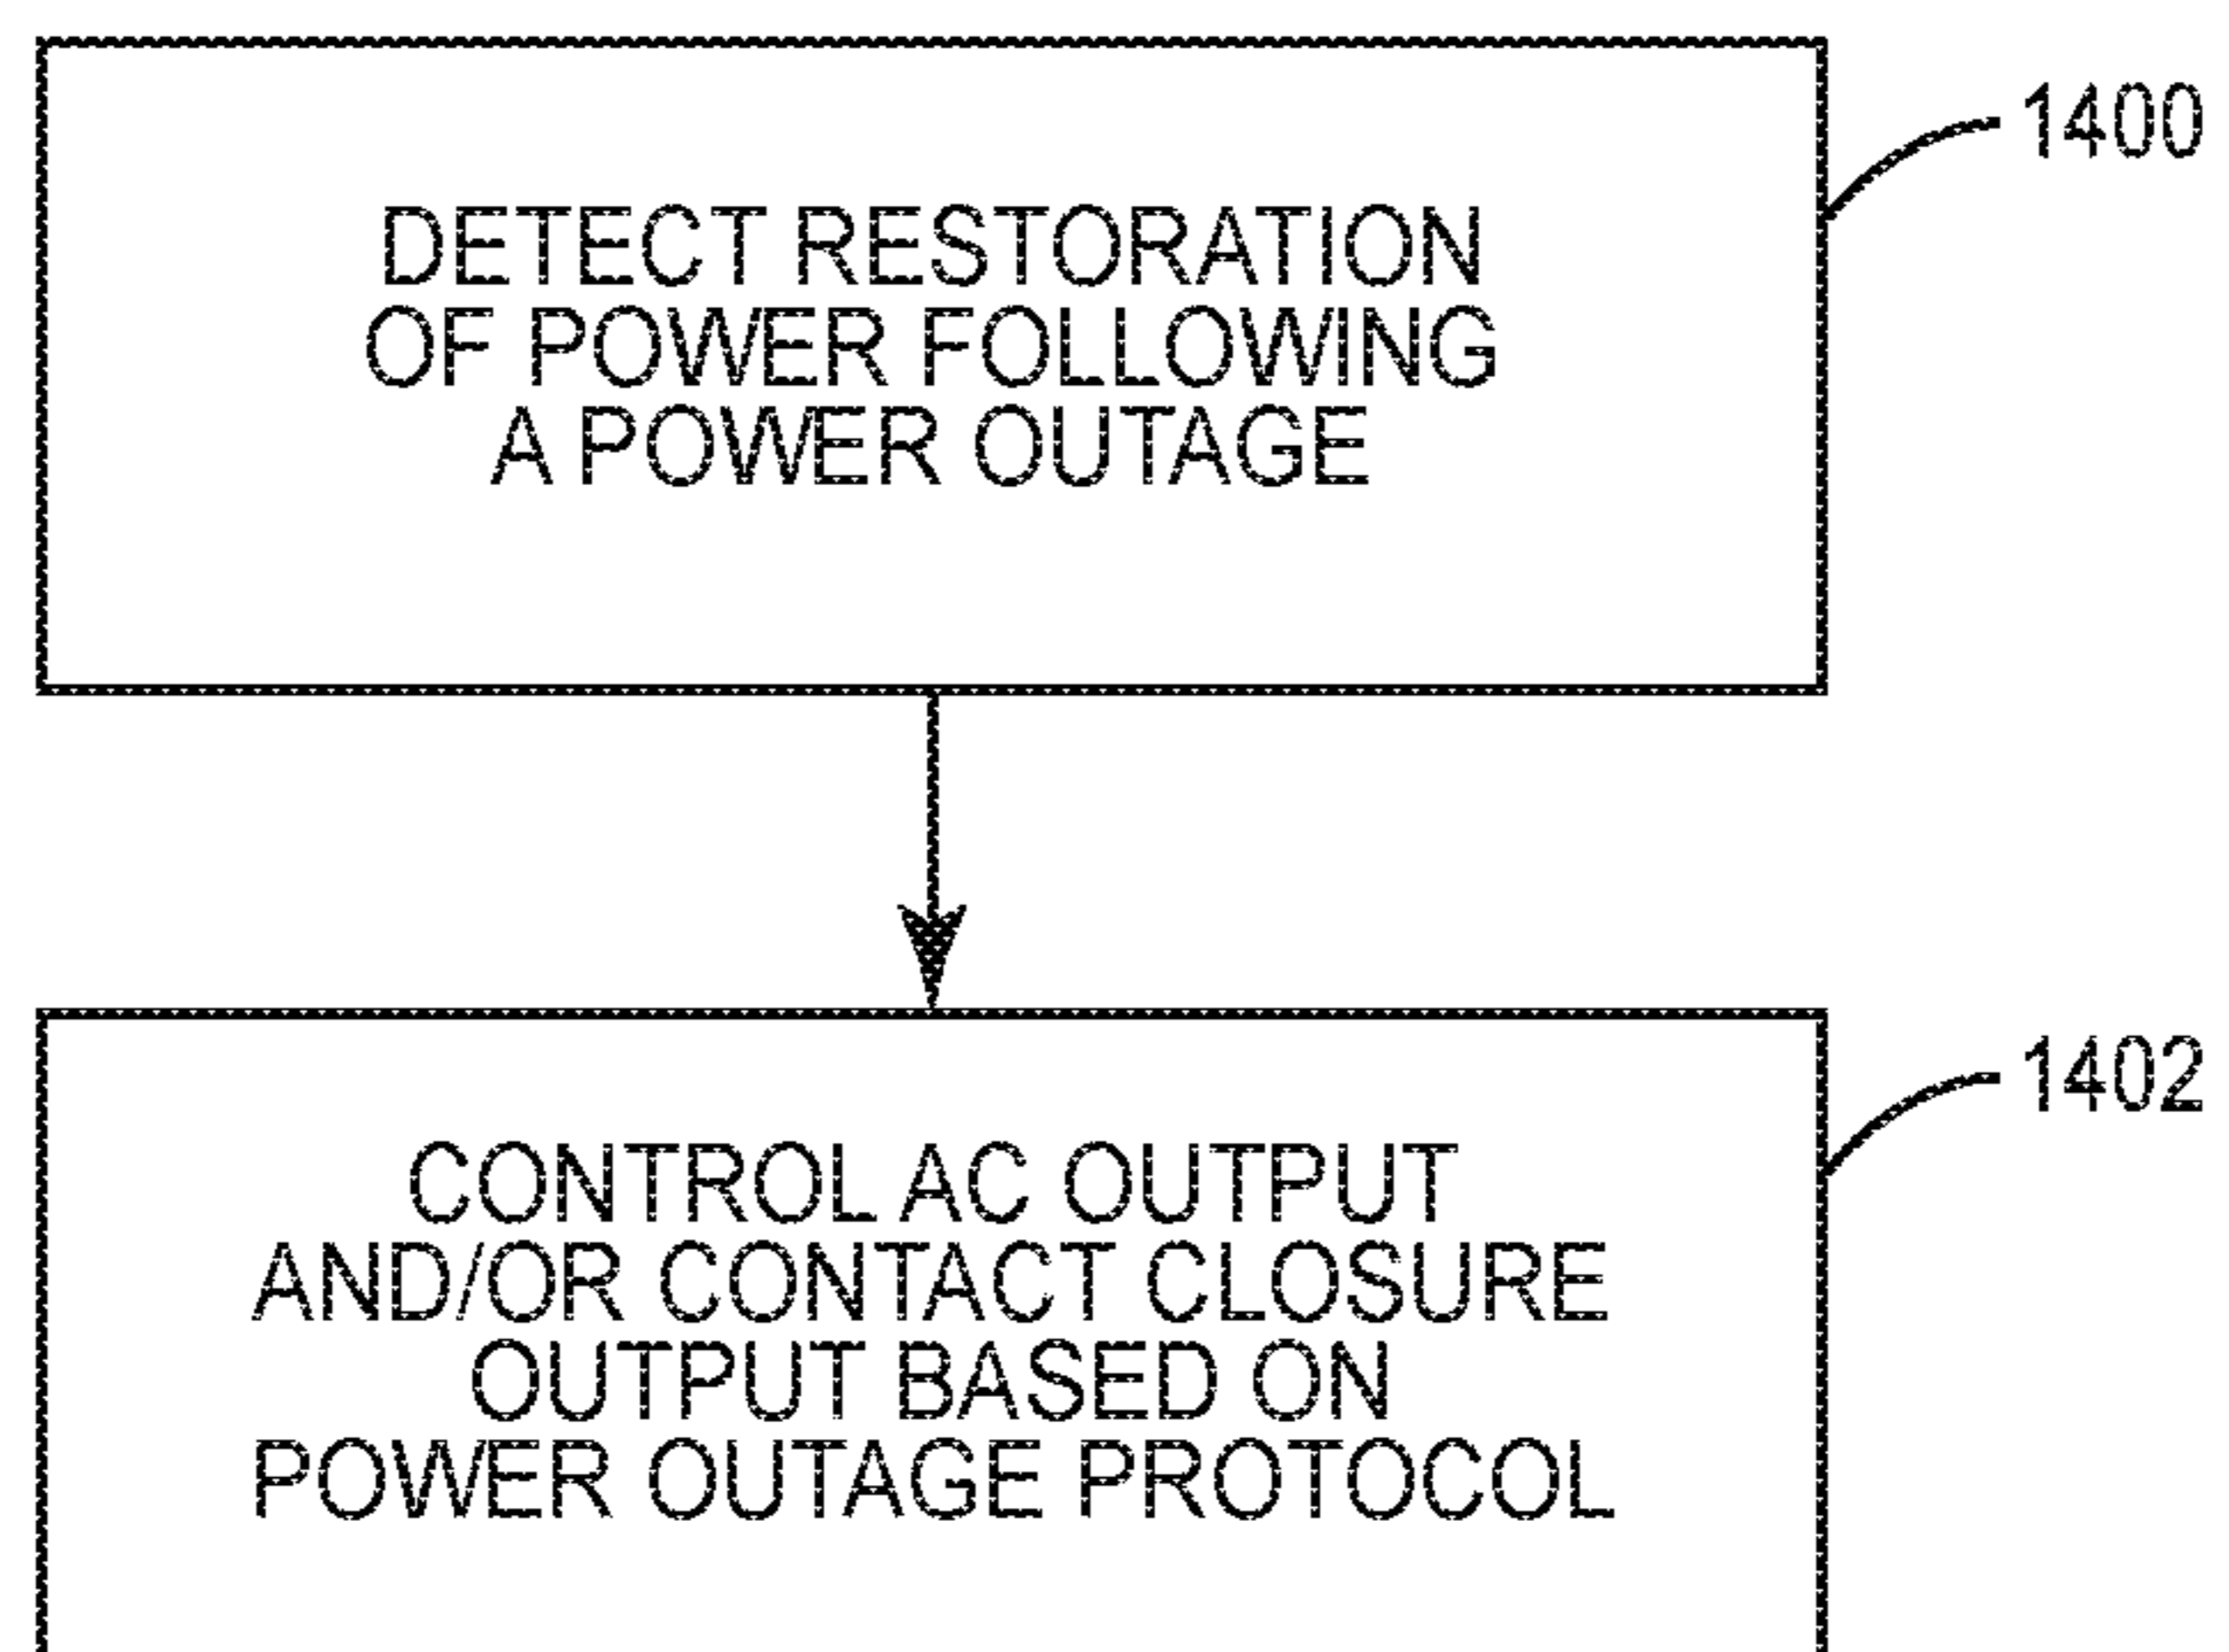 1400
DETECT RESTORATION
OF POWER FOLLOWING
A POWER OUTAGE
1402
CONTROL AC OUTPUT
AND/OR CONTACT CLOSURE
OUTPUT BASED ON
POWER OUTAGE PROTOCOL